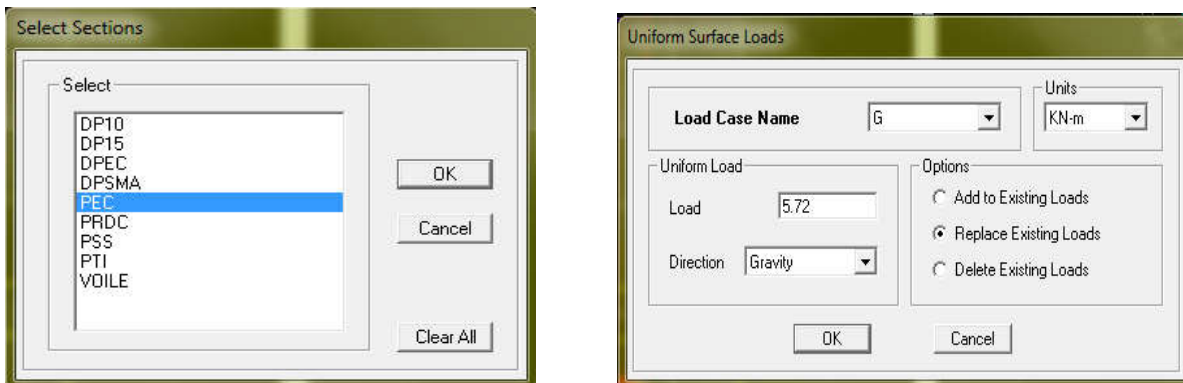 Select Sections
Select
DP10
DP15
DPEC
DPSMA
PEC
PRDC
PSS
PTI
VOILE
OK
Cancel
Clear All
Uniform Surface Loads
Load Case Name G
Units
KN-m
Uniform Load
Load 5.72
Direction Gravity
Options
Add to Existing Loads
Replace Existing Loads
Delete Existing Loads
OK Cancel